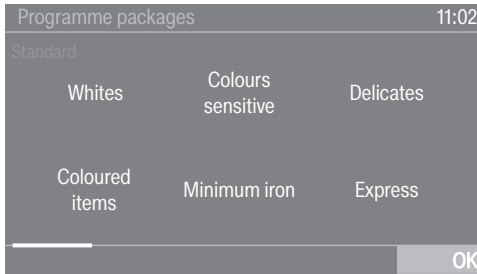 Programme packages 11:02
Standard
Whites
Colours
sensitive
Delicates
Coloured
items
Minimum iron
Express
OK